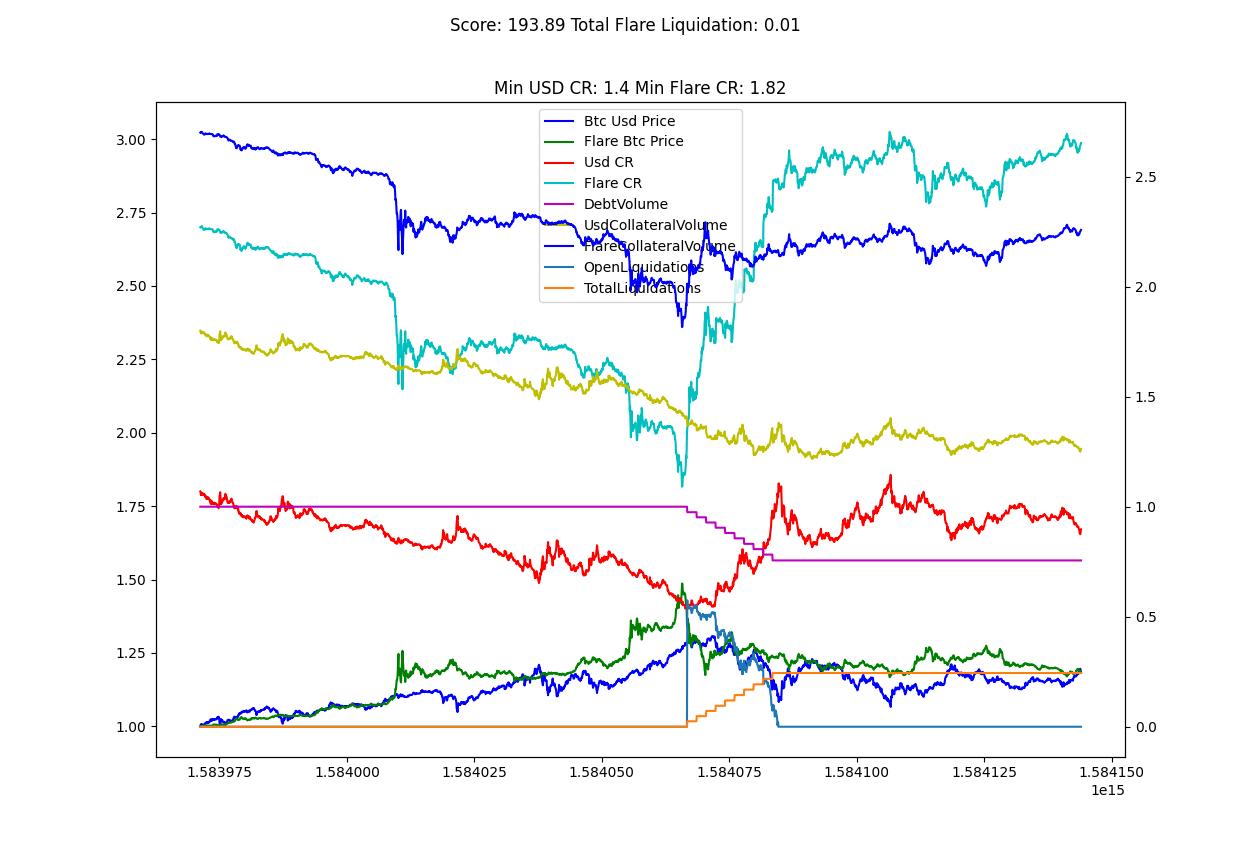 Score: 193.89 Total Flare Liquidation: 0.01
Min USD CR: 1.4 Min Flare CR: 1.82
Btc Usd Price
Flare Btc Price
Usd CR
Flare CR
DebtVolume
UsdCollateralVolume
FlareCollateralVolume
OpenLiquidations
TotalLiquidations
3.00
2.75
2.50
2.25
2.00
1.75
1.50
1.25
1.00
2.5
2.0
1.5
1.0
0.5
0.0
1.583975 1.584000 1.584025 1.584050 1.584075 1.584100 1.584125 1.584150
1e15